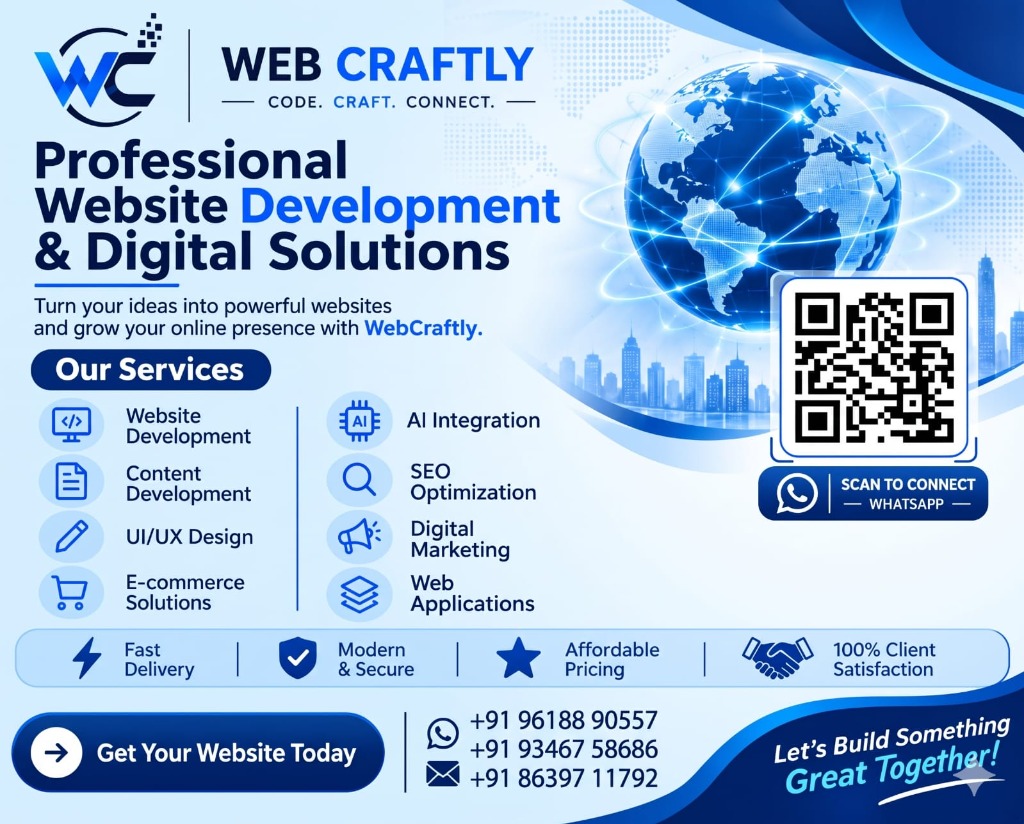 WC
WEB CRAFTLY
CODE. CRAFT. CONNECT.
Professional
Website Development
& Digital Solutions
Turn your ideas into powerful websites
and grow your online presence with WebCraftly.
Our Services
Website
Development
Content
Development
UI/UX Design
E-commerce
Solutions
AI
AI Integration
SEO
Optimization
Digital
Marketing
Web
Applications
SCAN TO CONNECT
WHATSAPP
Fast
Delivery
Modern
& Secure
Affordable
Pricing
100% Client
Satisfaction
Get Your Website Today
+91 96188 90557
+91 93467 58686
+91 86397 11792
Let's Build Something
Great Together!